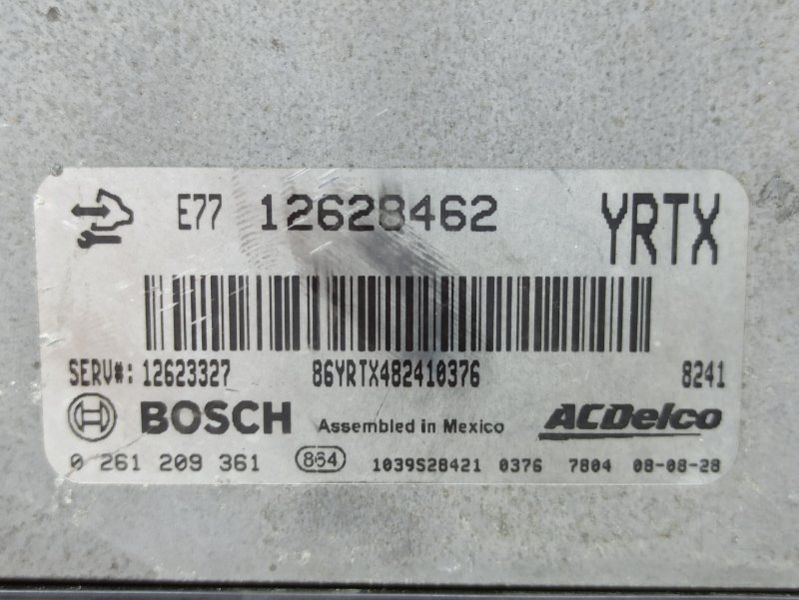 E77 12628462 YRTX
SERV#: 12623327 86YRTX482410376 8241
BOSCH Assembled in Mexico ACDelco
0 261 209 361 864 1039S28421 0376 7804 08-08-28